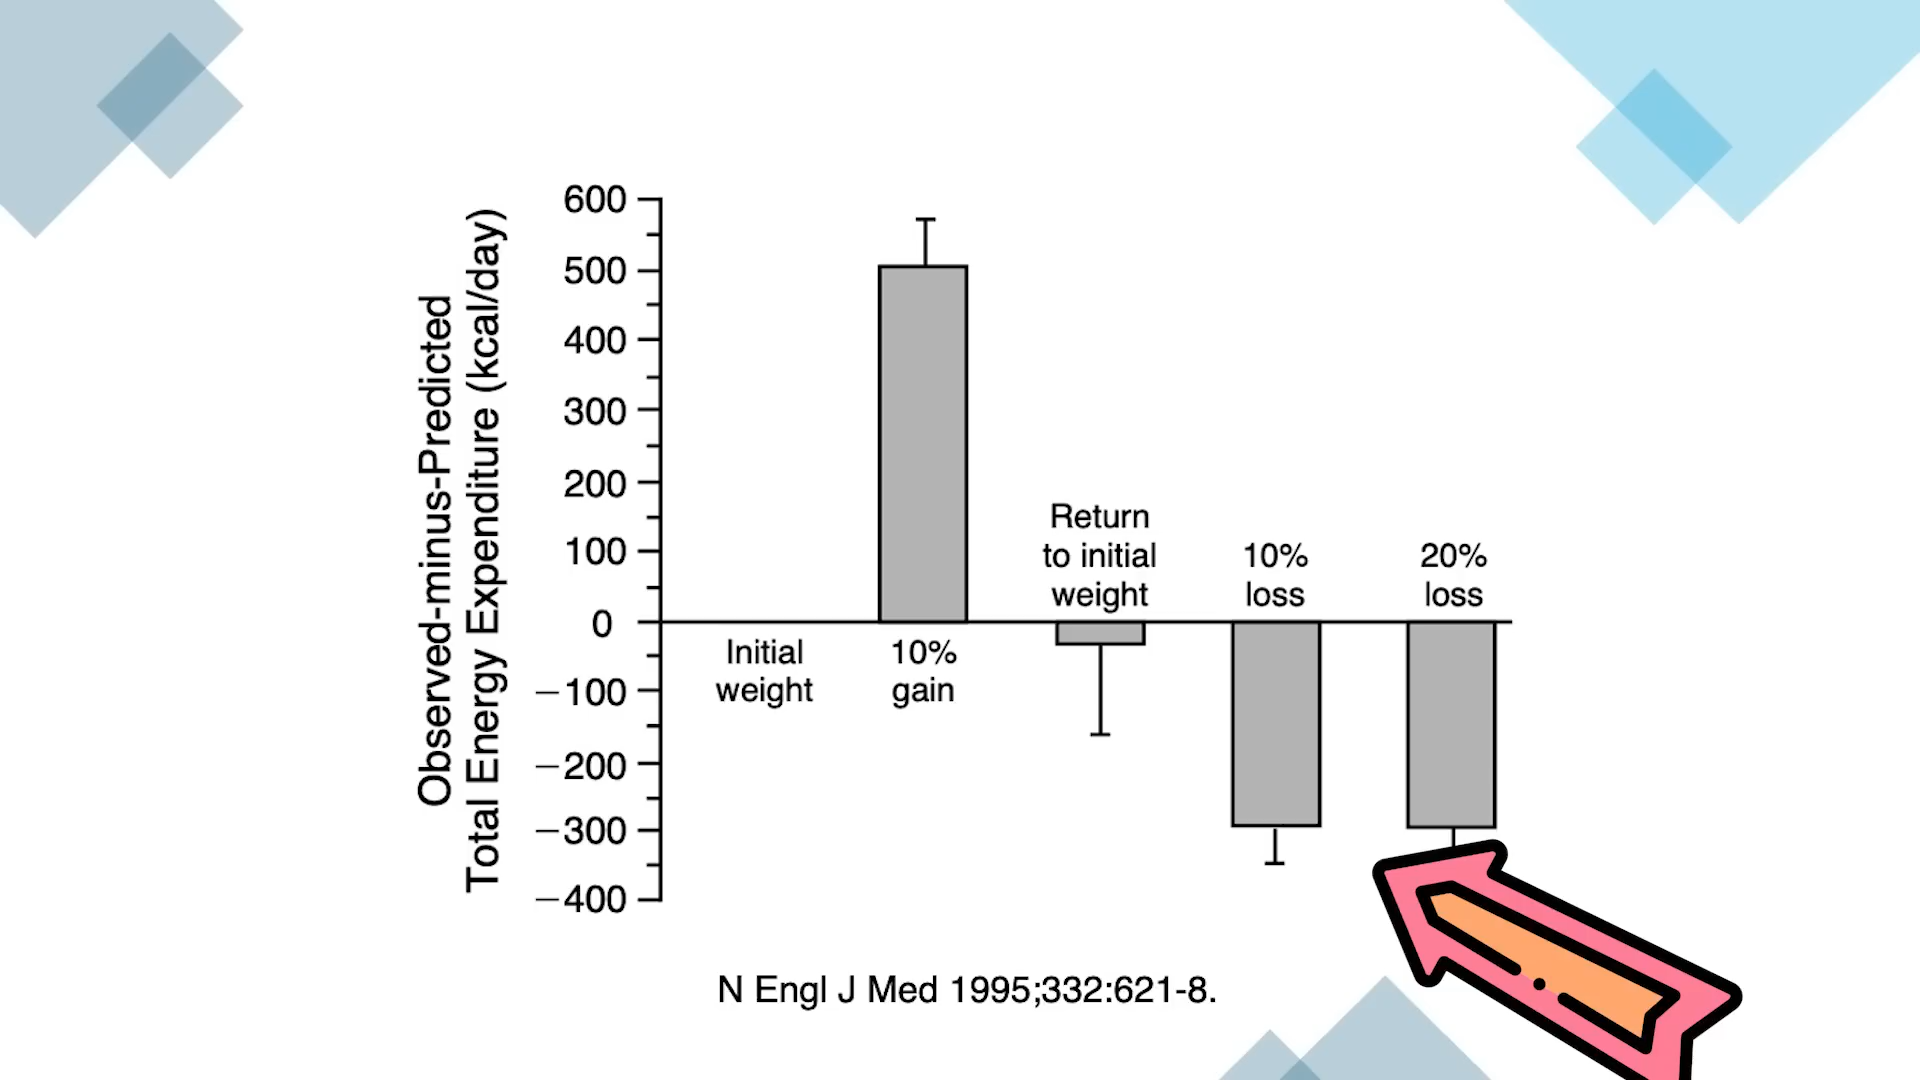 Observed-minus-Predicted
Total Energy Expenditure (kcal/day)
600
500
400
300
200
100
0
−100
−200
−300
−400
Initial
weight
10%
gain
Return
to initial
weight
10%
loss
20%
loss
N Engl J Med 1995;332:621-8.